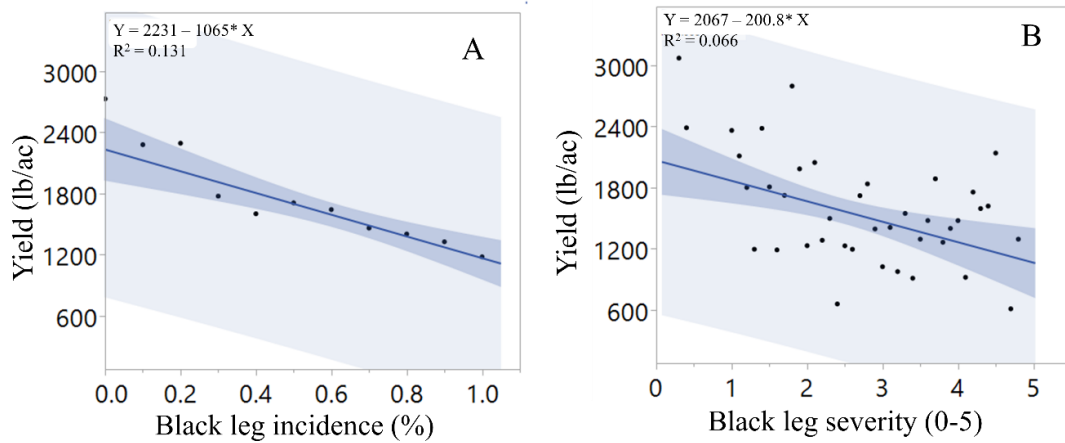 Y = 2231 – 1065* X
R² = 0.131
A
3000
2400
1800
1200
600
Yield (lb/ac)
0.0 0.2 0.4 0.6 0.8 1.0
Black leg incidence (%)
Y = 2067 – 200.8* X
R² = 0.066
B
3000
2400
1800
1200
600
Yield (lb/ac)
0 1 2 3 4 5
Black leg severity (0-5)